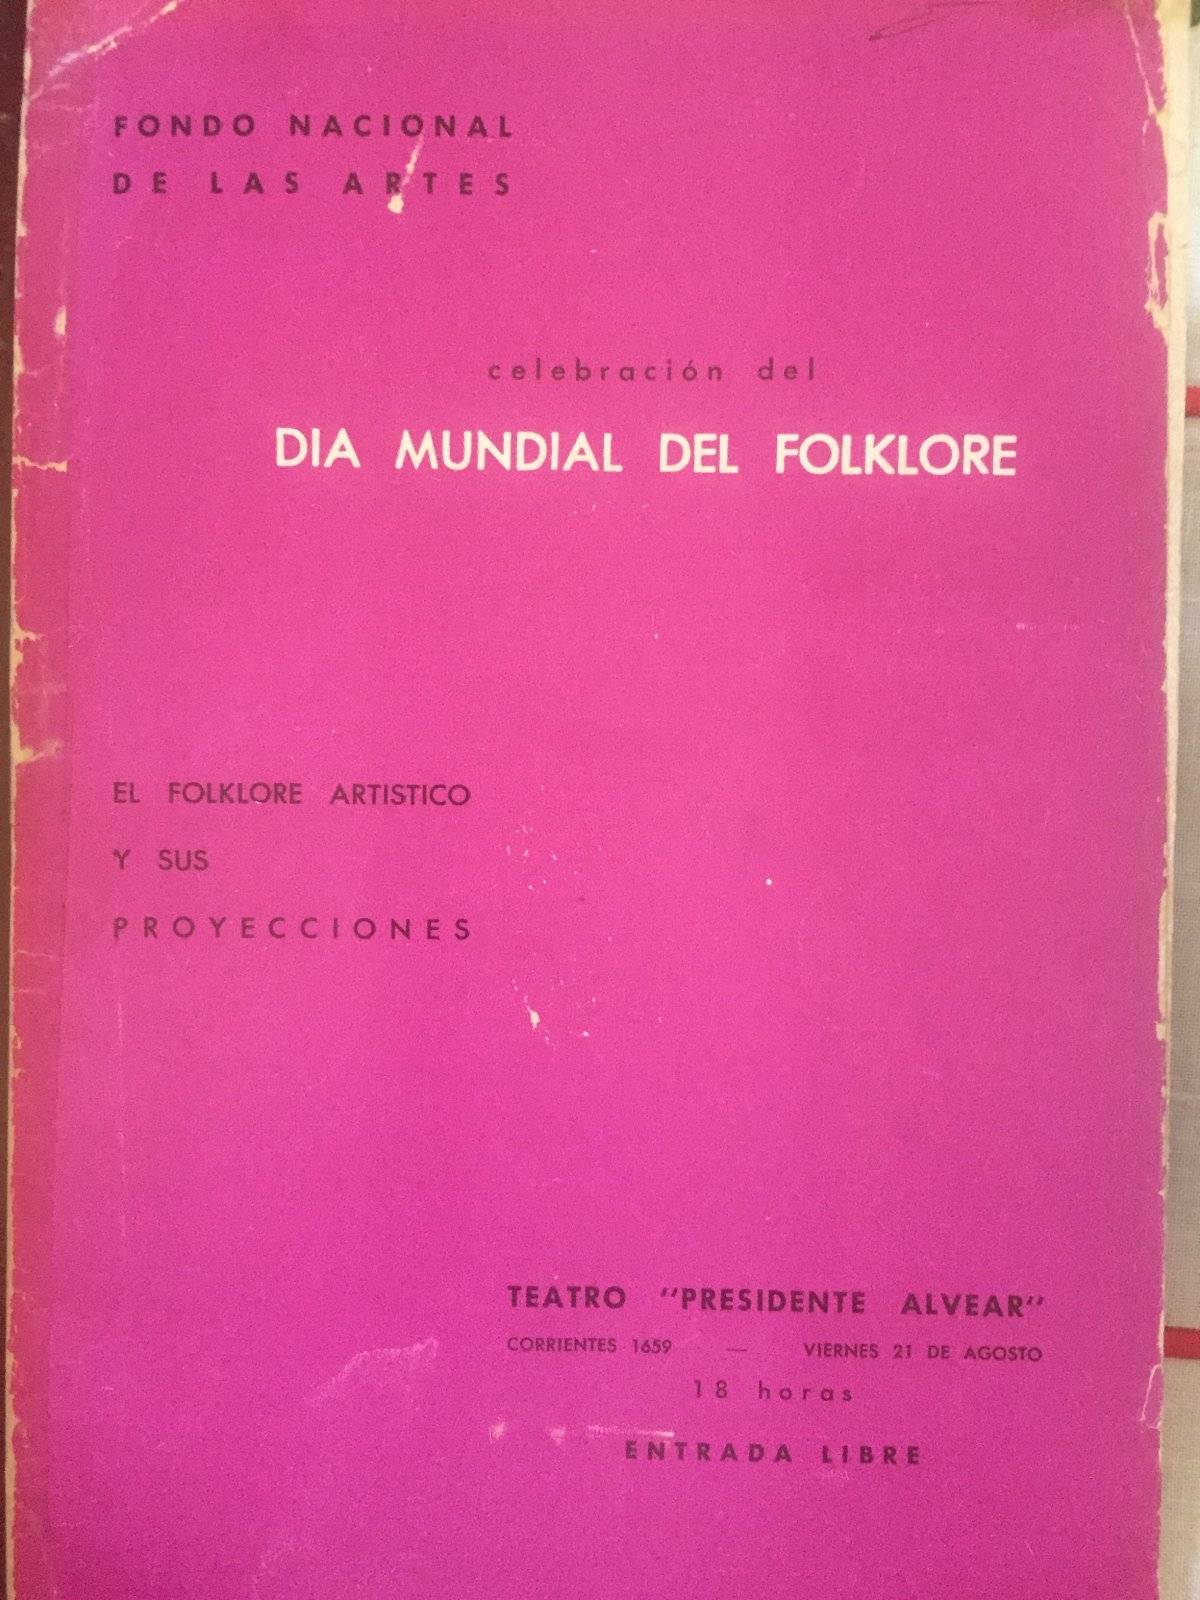 FONDO NACIONAL
DE LAS ARTES
celebración del
DIA MUNDIAL DEL FOLKLORE
EL FOLKLORE ARTISTICO
Y SUS
PROYECCIONES
TEATRO "PRESIDENTE ALVEAR"
CORRIENTES 1659 — VIERNES 21 DE AGOSTO
18 horas
ENTRADA LIBRE